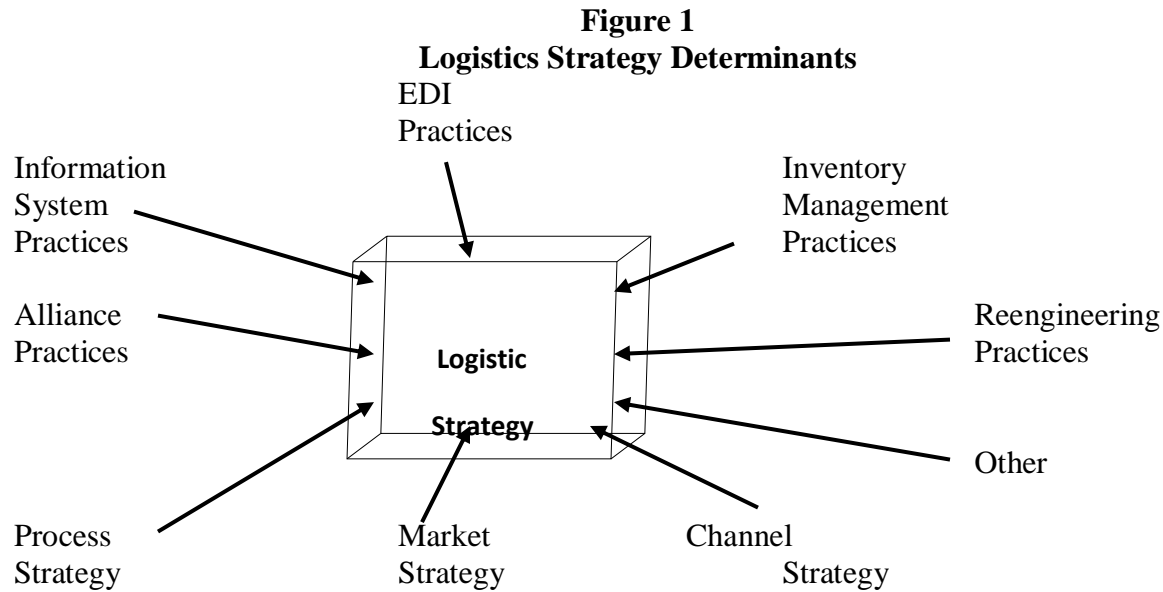 Figure 1
Logistics Strategy Determinants
EDI
Practices
Information
System
Practices
Inventory
Management
Practices
Alliance
Practices
Reengineering
Practices
Logistic
Strategy
Other
Process
Strategy
Market
Strategy
Channel
Strategy